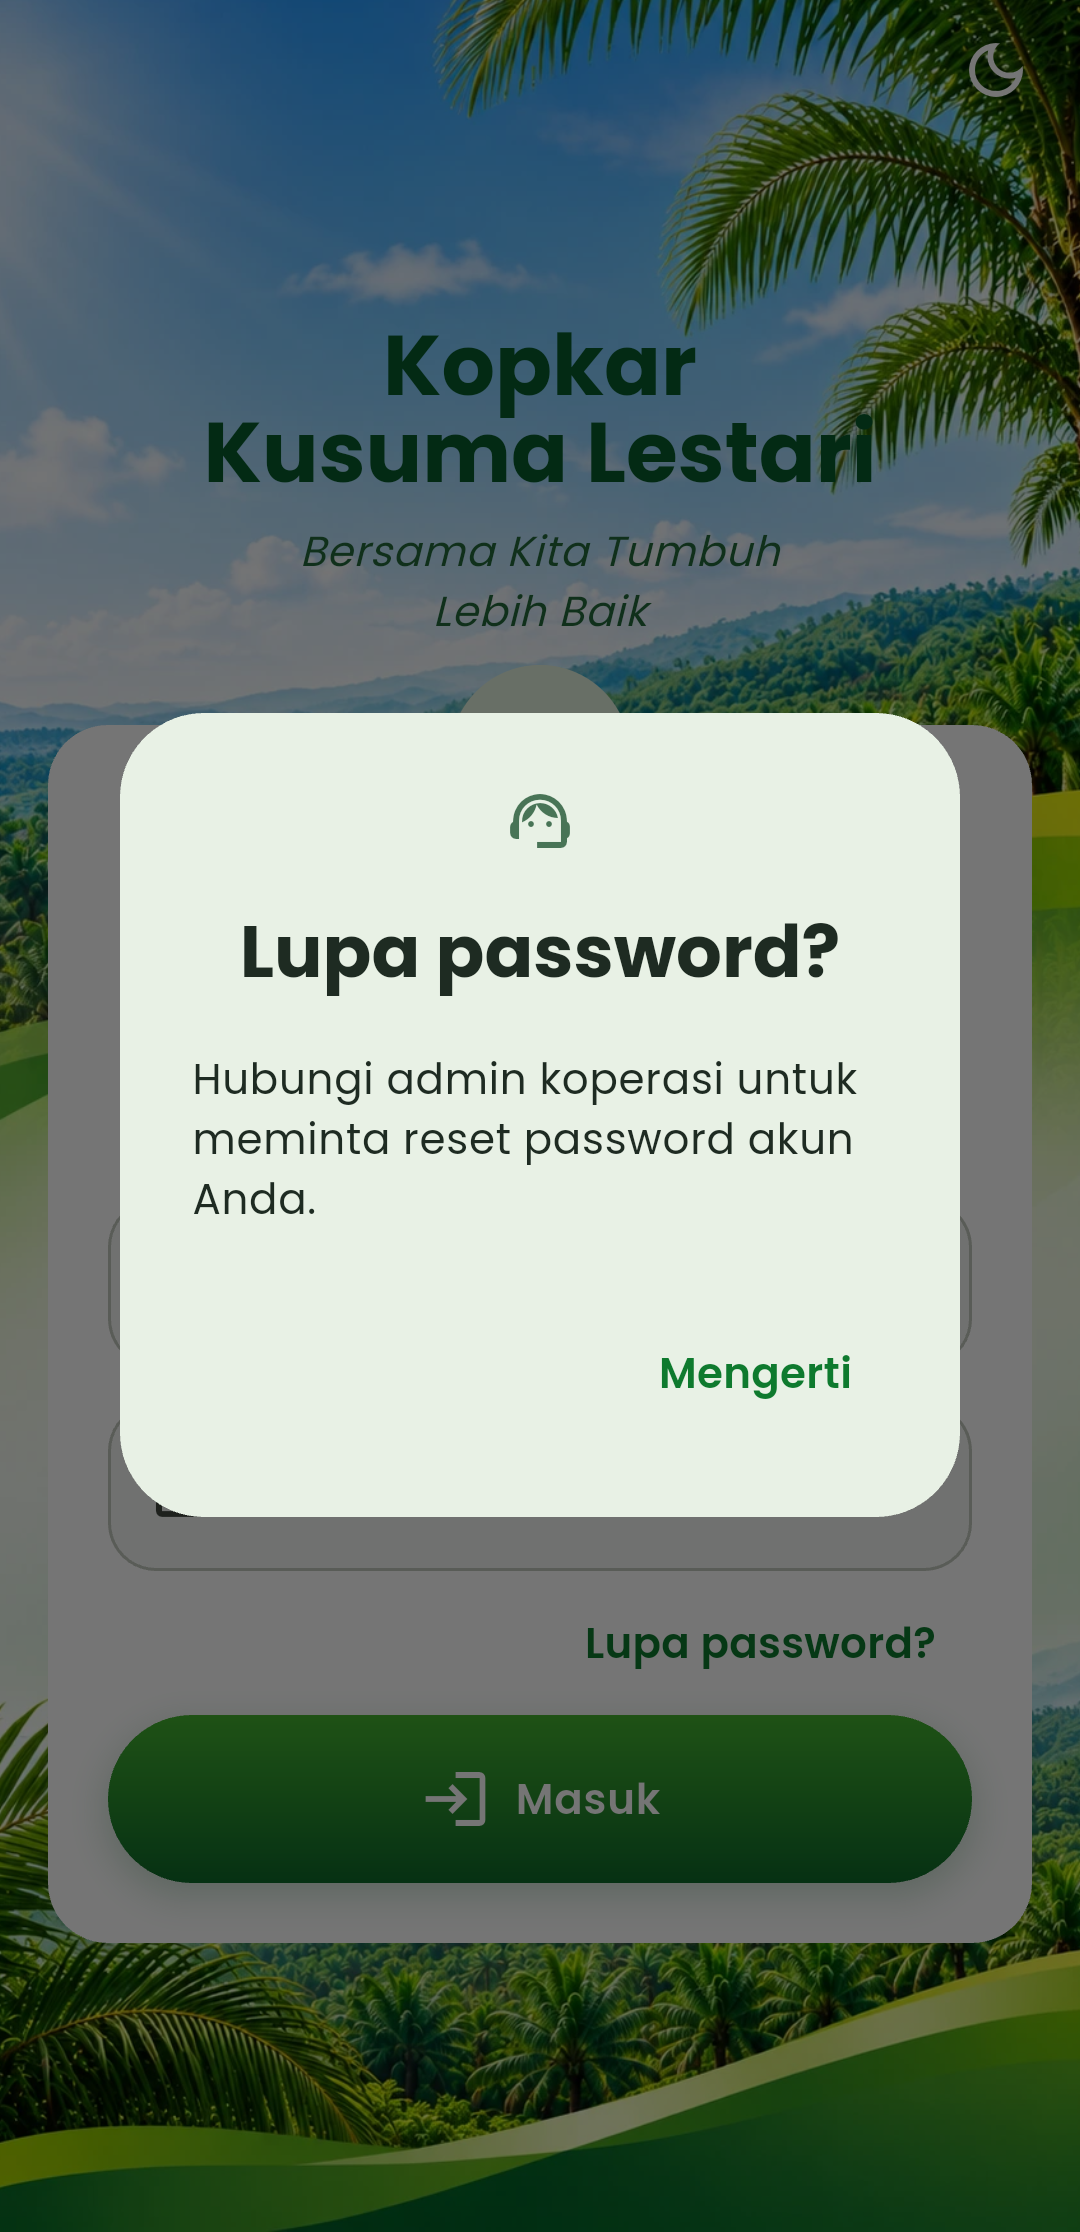 Kopkar
Kusuma Lestari
Bersama Kita Tumbuh
Lebih Baik
Lupa password?
Hubungi admin koperasi untuk
meminta reset password akun
Anda.
Mengerti
Lupa password?
Masuk